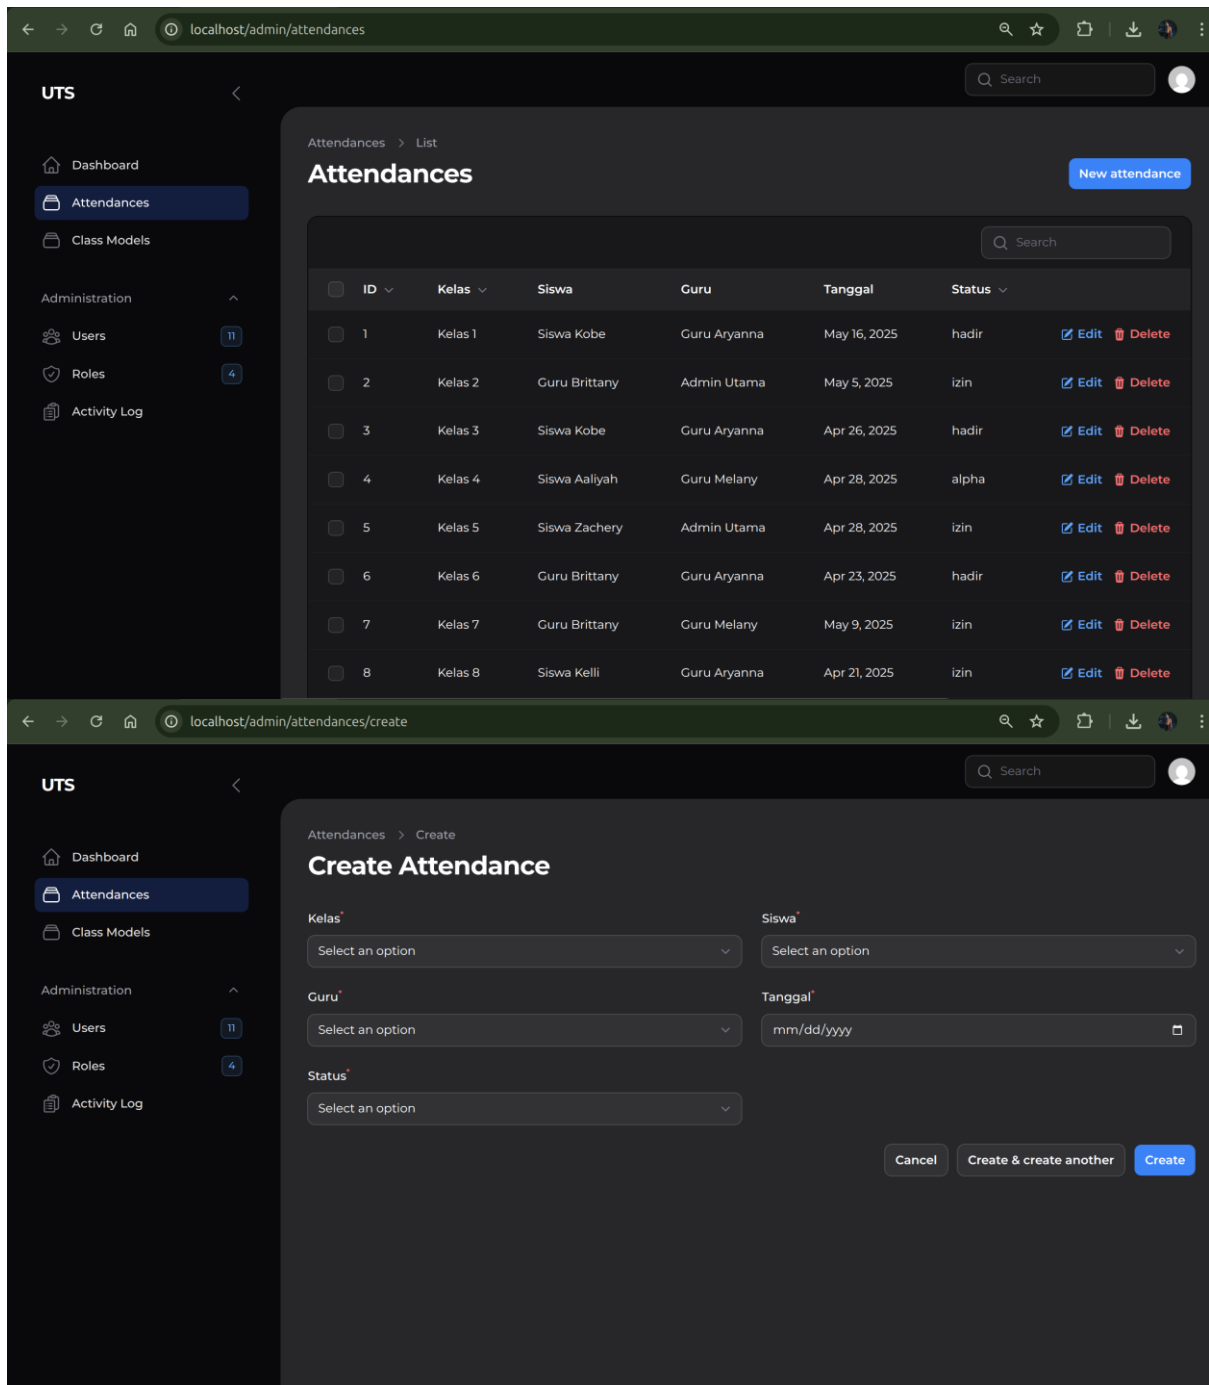 localhost/admin/attendances
UTS
Search
Dashboard
Attendances
Class Models
Administration
Users 11
Roles 4
Activity Log
Attendances > List
Attendances
New attendance
Search
ID Kelas Siswa Guru Tanggal Status
1 Kelas 1 Siswa Kobe Guru Aryanna May 16, 2025 hadir Edit Delete
2 Kelas 2 Guru Brittany Admin Utama May 5, 2025 izin Edit Delete
3 Kelas 3 Siswa Kobe Guru Aryanna Apr 26, 2025 hadir Edit Delete
4 Kelas 4 Siswa Aaliyah Guru Melany Apr 28, 2025 alpha Edit Delete
5 Kelas 5 Siswa Zachery Admin Utama Apr 28, 2025 izin Edit Delete
6 Kelas 6 Guru Brittany Guru Aryanna Apr 23, 2025 hadir Edit Delete
7 Kelas 7 Guru Brittany Guru Melany May 9, 2025 izin Edit Delete
8 Kelas 8 Siswa Kelli Guru Aryanna Apr 21, 2025 izin Edit Delete
localhost/admin/attendances/create
UTS
Search
Dashboard
Attendances
Class Models
Administration
Users 11
Roles 4
Activity Log
Attendances > Create
Create Attendance
Kelas* Siswa*
Select an option Select an option
Guru* Tanggal*
Select an option mm/dd/yyyy
Status*
Select an option
Cancel Create & create another Create